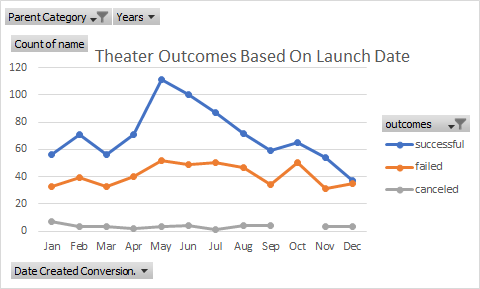 Parent Category Years
Count of name
Theater Outcomes Based On Launch Date
120
100
80
60
40
20
0
Jan Feb Mar Apr May Jun Jul Aug Sep Oct Nov Dec
outcomes
successful
failed
canceled
Date Created Conversion.